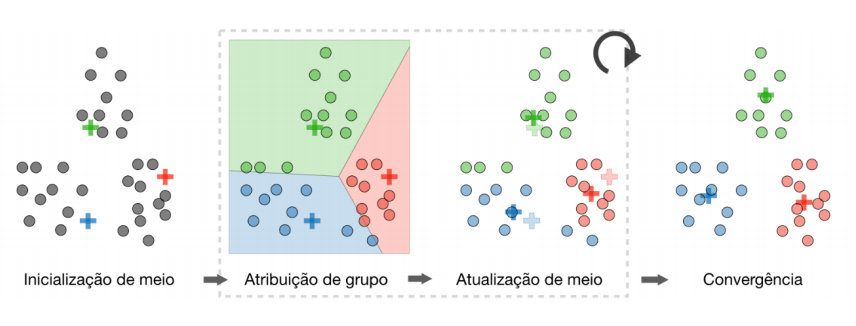 Inicialização de meio
Atribuição de grupo
Atualização de meio
Convergência